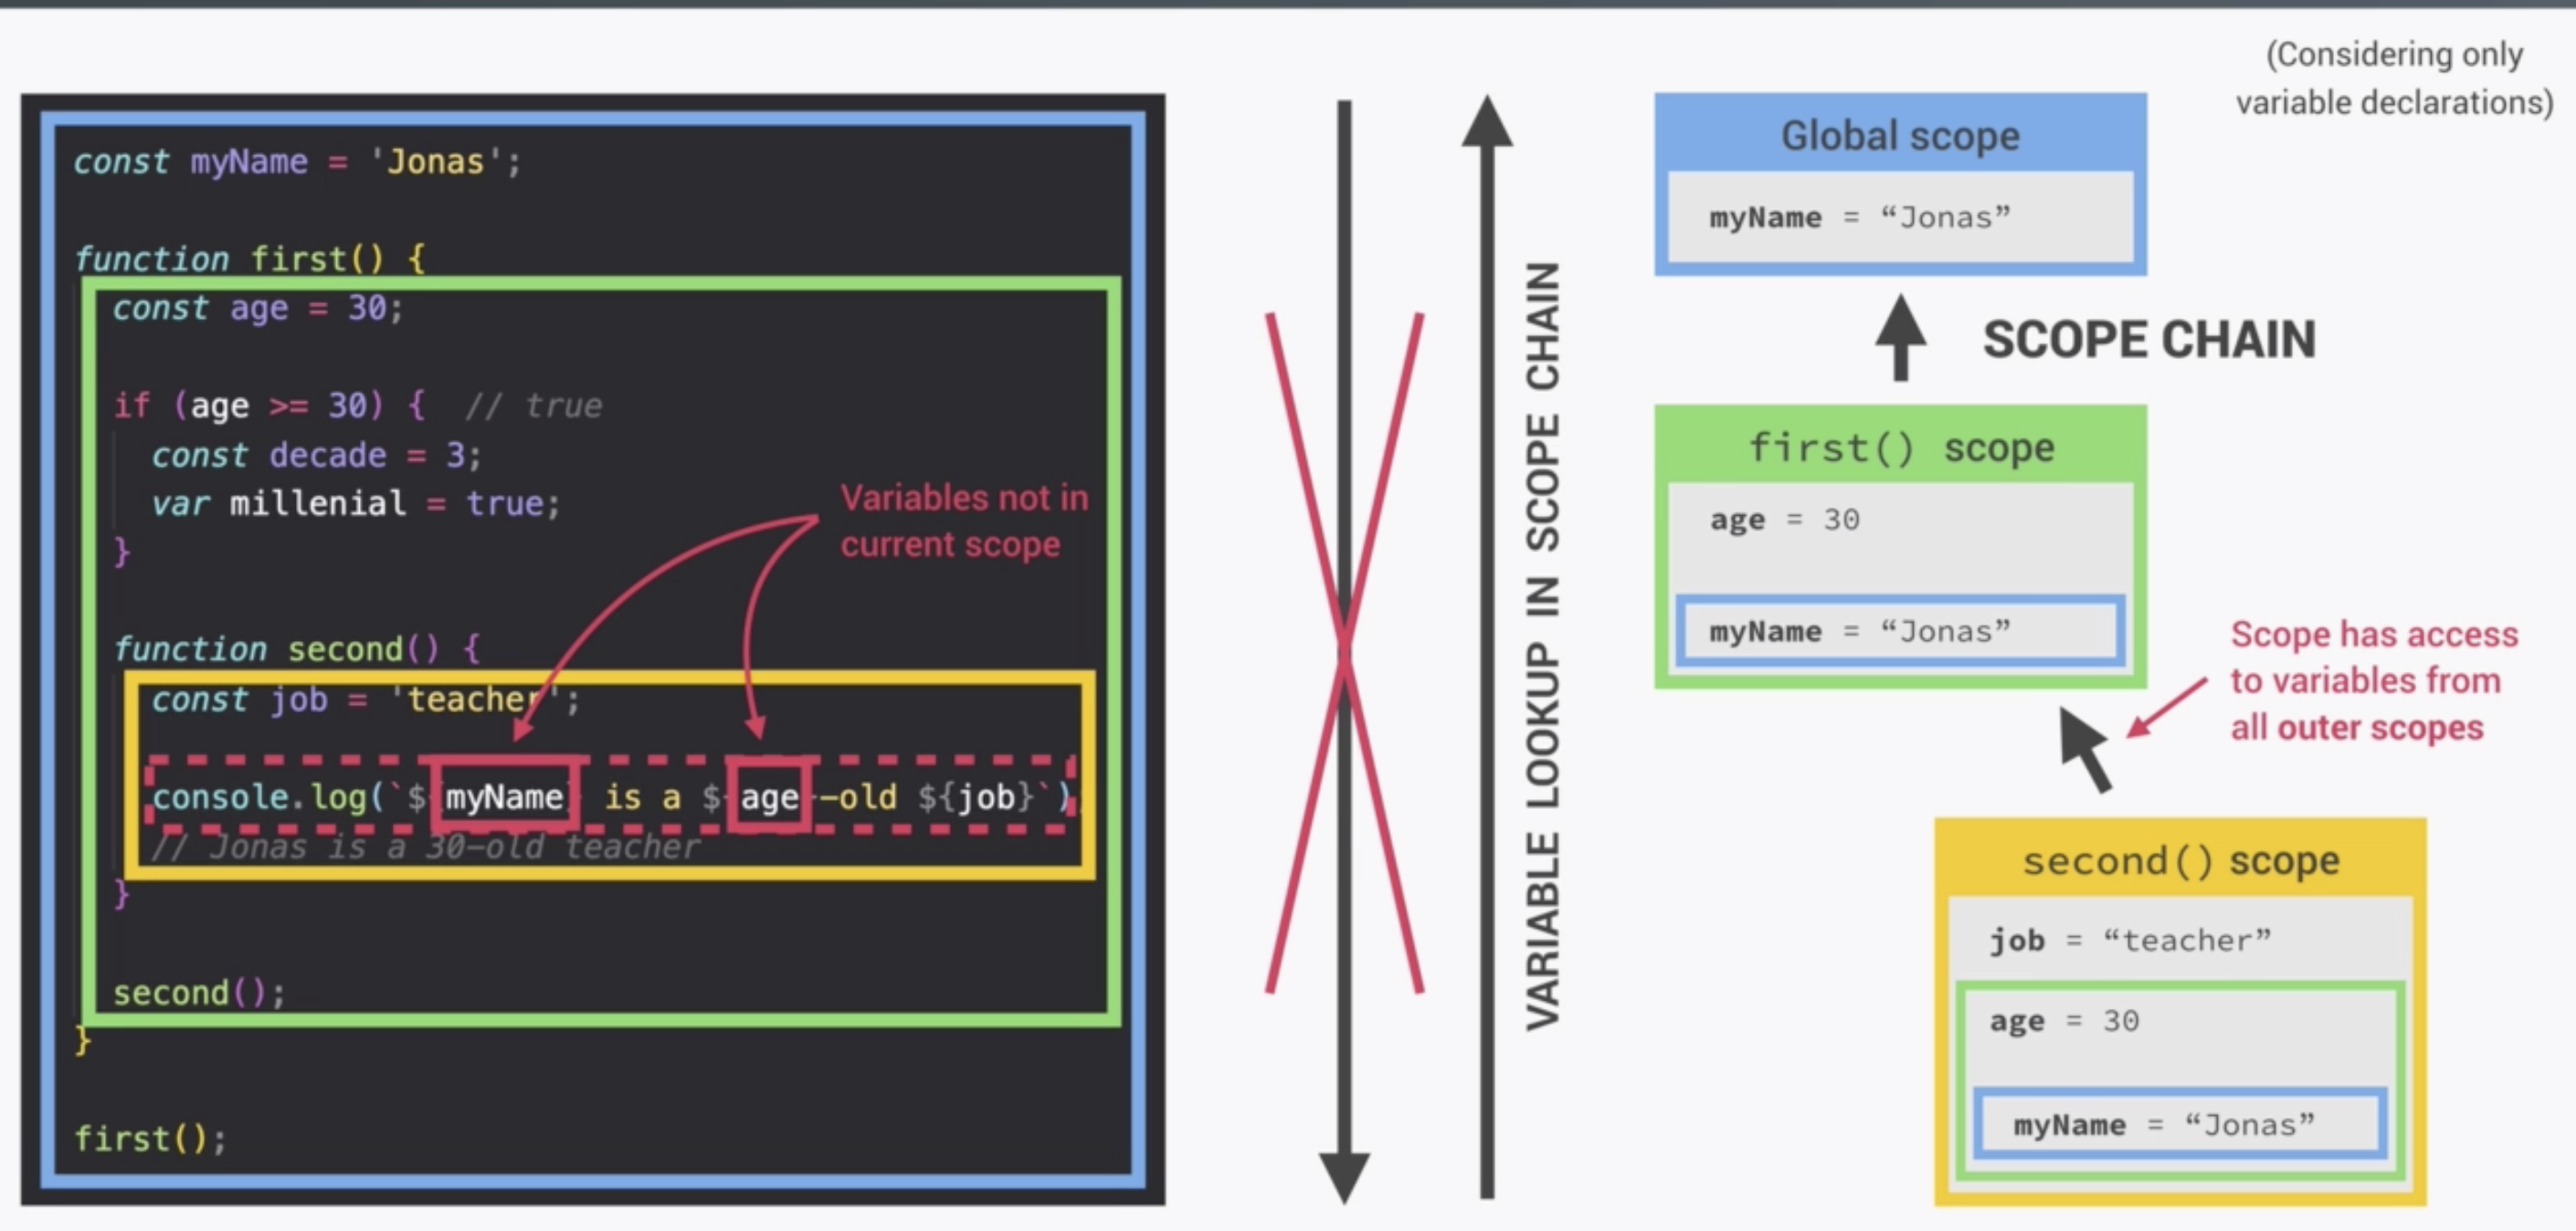 (Considering only
variable declarations)
const myName = 'Jonas';
function first() {
const age = 30;
if (age >= 30) { // true
const decade = 3;
var millenial = true;
}
Variables not in
current scope
function second() {
const job = 'teacher';
console.log(`${myName} is a ${age}-old ${job}`)
// Jonas is a 30-old teacher
}
second();
}
first();
VARIABLE LOOKUP IN SCOPE CHAIN
Global scope
myName = “Jonas”
SCOPE CHAIN
first() scope
age = 30
myName = “Jonas”
Scope has access
to variables from
all outer scopes
second() scope
job = “teacher”
age = 30
myName = “Jonas”